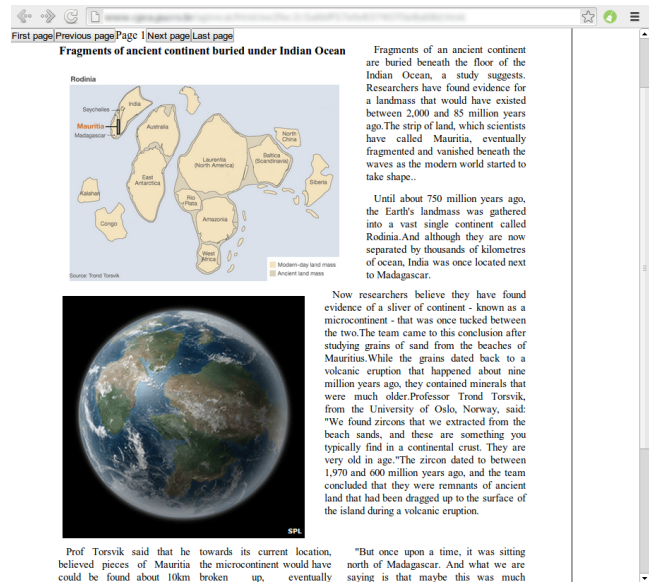 First page Previous page Page 1 Next page Last page
Fragments of ancient continent buried under Indian Ocean
Rodinia
India
Seychelles
Mauritia
Madagascar
Australia
East
Antarctica
Kalahari
Congo
Laurentia
(North America)
Rio
Plata
Amazonia
West
Africa
Baltica
(Scandinavia)
North
China
Siberia
Modern-day land mass
Ancient land mass
Source: Trond Torsvik
Fragments of an ancient continent
are buried beneath the floor of the
Indian Ocean, a study suggests.
Researchers have found evidence for
a landmass that would have existed
between 2,000 and 85 million years
ago.The strip of land, which scientists
have called Mauritia, eventually
fragmented and vanished beneath the
waves as the modern world started to
take shape..
Until about 750 million years ago,
the Earth's landmass was gathered
into a vast single continent called
Rodinia.And although they are now
separated by thousands of kilometres
of ocean, India was once located next
to Madagascar.
Now researchers believe they have found
evidence of a sliver of continent - known as a
microcontinent - that was once tucked between
the two.The team came to this conclusion after
studying grains of sand from the beaches of
Mauritius.While the grains dated back to a
volcanic eruption that happened about nine
million years ago, they contained minerals that
were much older.Professor Trond Torsvik,
from the University of Oslo, Norway, said:
"We found zircons that we extracted from the
beach sands, and these are something you
typically find in a continental crust. They are
very old in age."The zircon dated to between
1,970 and 600 million years ago, and the team
concluded that they were remnants of ancient
land that had been dragged up to the surface of
the island during a volcanic eruption.
SPL
Prof Torsvik said that he
believed pieces of Mauritia
could be found about 10km
towards its current location,
the microcontinent would have
broken up, eventually
"But once upon a time, it was sitting
north of Madagascar. And what we are
saying is that maybe this was much